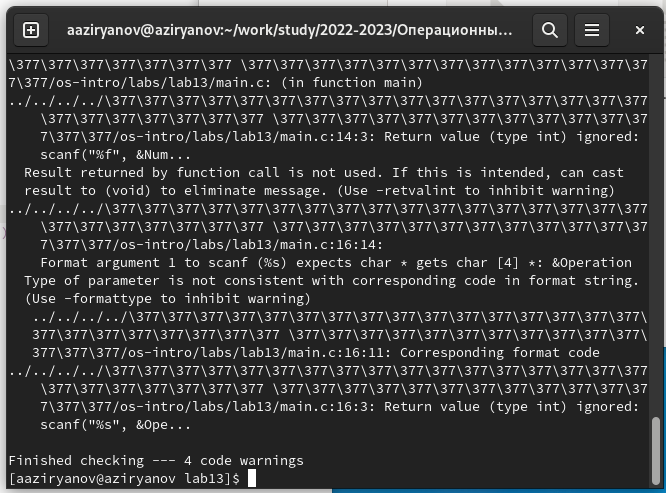 aaziryanov@aziryanov:~/work/study/2022-2023/Операционны...
\377\377\377\377\377\377\377 \377\377\377\377\377\377\377\377\377\377\377\377\37
7\377\377/os-intro/labs/lab13/main.c: (in function main)
../../../../\377\377\377\377\377\377\377\377\377\377\377\377\377\377\377\377\377
\377\377\377\377\377\377\377 \377\377\377\377\377\377\377\377\377\377\377\37
7\377\377/os-intro/labs/lab13/main.c:14:3: Return value (type int) ignored:
scanf("%f", &Num...
Result returned by function call is not used. If this is intended, can cast
result to (void) to eliminate message. (Use -retvalint to inhibit warning)
../../../../\377\377\377\377\377\377\377\377\377\377\377\377\377\377\377\377\377
\377\377\377\377\377\377\377 \377\377\377\377\377\377\377\377\377\377\377\37
7\377\377/os-intro/labs/lab13/main.c:16:14:
Format argument 1 to scanf (%s) expects char * gets char [4] *: &Operation
Type of parameter is not consistent with corresponding code in format string.
(Use -formattype to inhibit warning)
../../../../\377\377\377\377\377\377\377\377\377\377\377\377\377\377\377\377\
377\377\377\377\377\377\377\377 \377\377\377\377\377\377\377\377\377\377\377\
377\377/os-intro/labs/lab13/main.c:16:11: Corresponding format code
../../../../\377\377\377\377\377\377\377\377\377\377\377\377\377\377\377\377\377
\377\377\377\377\377\377\377 \377\377\377\377\377\377\377\377\377\377\377\37
7\377\377/os-intro/labs/lab13/main.c:16:3: Return value (type int) ignored:
scanf("%s", &Ope...
Finished checking --- 4 code warnings
[aaziryanov@aziryanov lab13]$